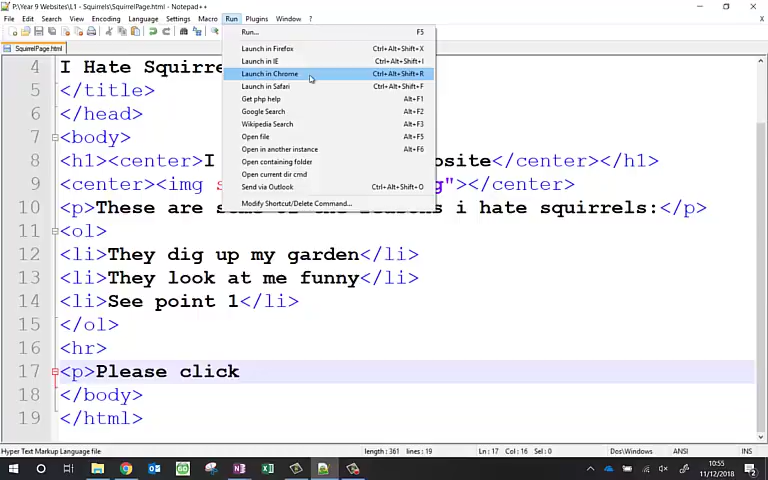 P:\Year 9 Websites\L1 - Squirrels\SquirrelPage.html - Notepad++
File Edit Search View Encoding Language Settings Macro Run Plugins Window ?
SquirrelPage.html
Run... F5
Launch in Firefox Ctrl+Alt+Shift+X
Launch in IE Ctrl+Alt+Shift+I
Launch in Chrome Ctrl+Alt+Shift+R
Launch in Safari Ctrl+Alt+Shift+F
Get php help Alt+F1
Google Search Alt+F2
Wikipedia Search Alt+F3
Open file Alt+F5
Open in another instance Alt+F6
Open containing folder
Open current dir cmd
Send via Outlook Ctrl+Alt+Shift+O
Modify Shortcut/Delete Command...
4 I Hate Squirre
5 </title>
6 </head>
7 <body>
8 <h1><center>I osite</center></h1>
9 <center><img s g"></center>
10 <p>These are i hate squirrels:</p>
11 <ol>
12 <li>They dig up my garden</li>
13 <li>They look at me funny</li>
14 <li>See point 1</li>
15 </ol>
16 <hr>
17 <p>Please click
18 </body>
19 </html>
Hyper Text Markup Language file length : 361 lines : 19 Ln : 17 Col : 16 Sel : 0 Dos\Windows ANSI INS
10:55
11/12/2018